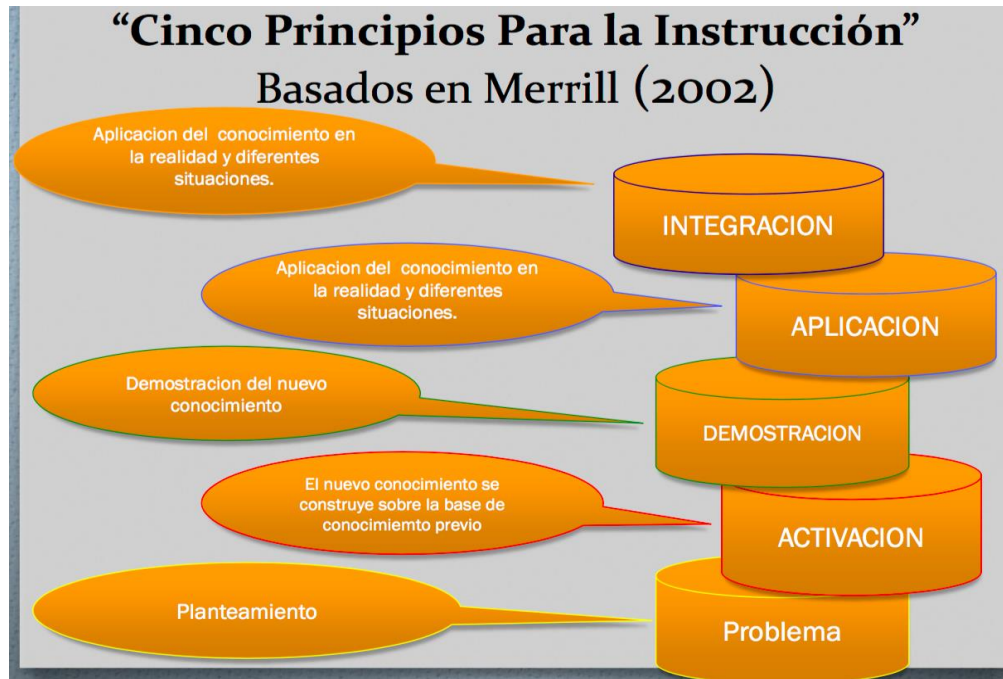 “Cinco Principios Para la Instrucción”
Basados en Merrill (2002)
Aplicacion del  conocimiento en
la realidad y diferentes
situaciones.
INTEGRACION
Aplicacion del  conocimiento en
la realidad y diferentes
situaciones.
APLICACION
Demostracion del nuevo
conocimiento
DEMOSTRACION
El nuevo conocimiento se
construye sobre la base de
conocimiemto previo
ACTIVACION
Planteamiento
Problema